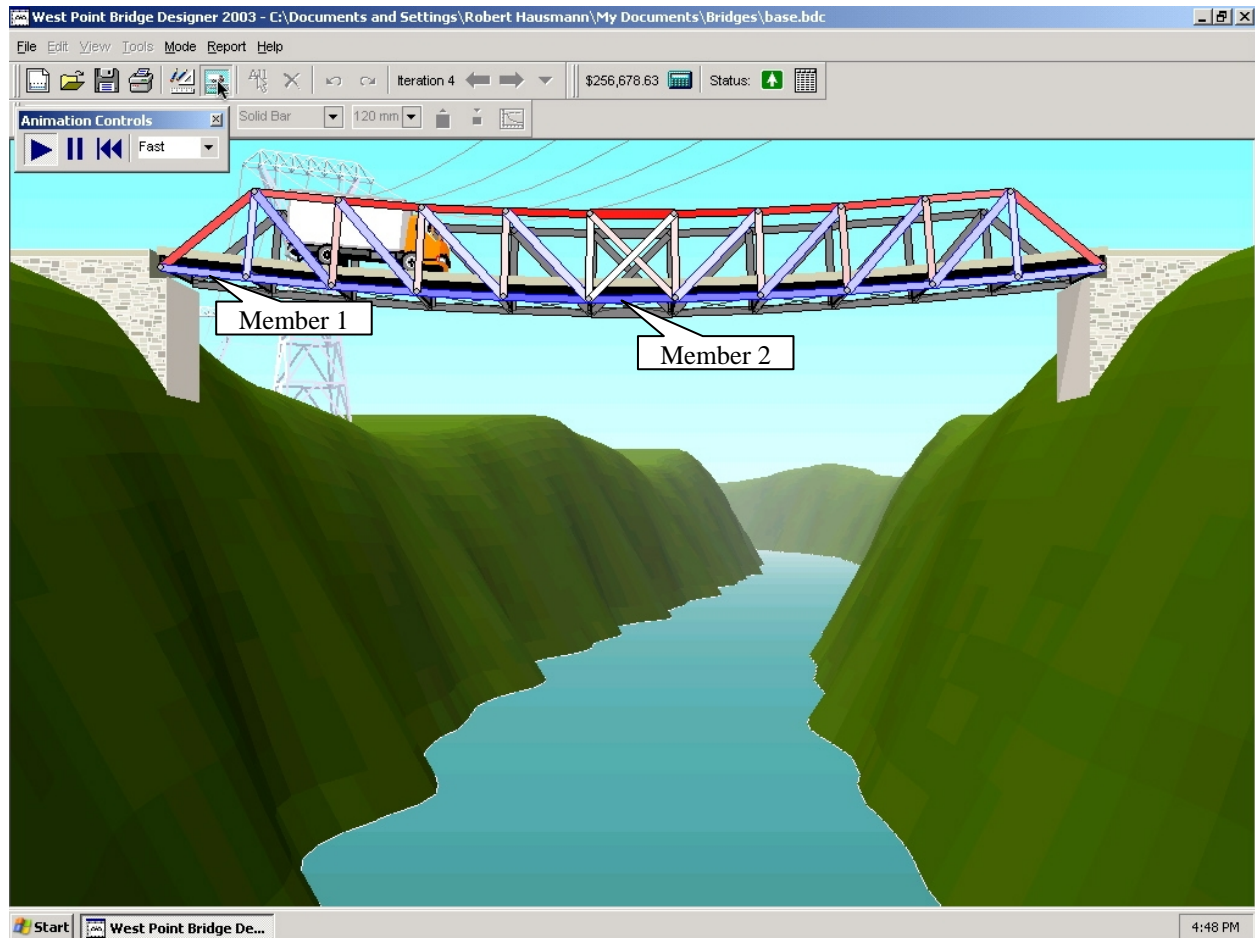 West Point Bridge Designer 2003 - C:\Documents and Settings\Robert Hausmann\My Documents\Bridges\base.bdc
File Edit View Tools Mode Report Help
ALL Iteration 4 $256,678.63 Status:
Animation Controls Solid Bar 120 mm
Fast
Member 1
Member 2
Start West Point Bridge De... 4:48 PM